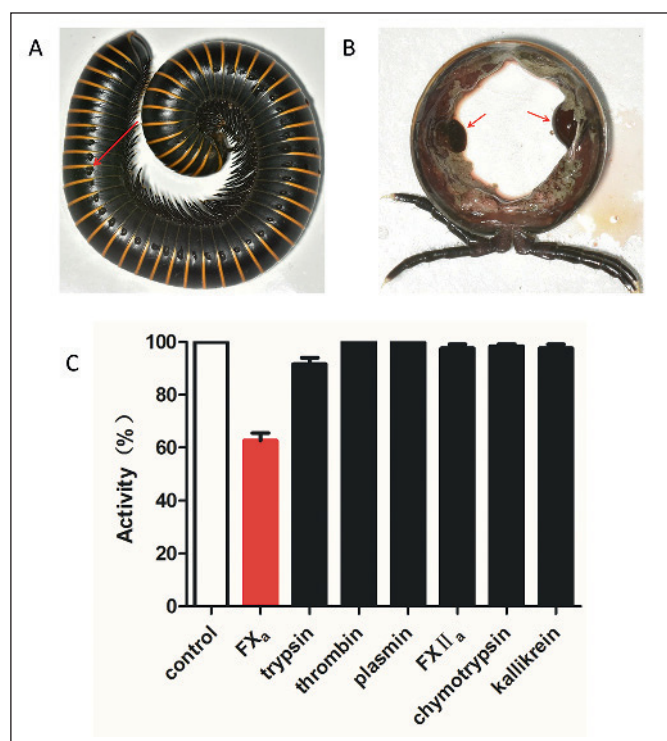 A
B
C
Activity (%)
100
80
60
40
20
0
control
FXa
trypsin
thrombin
plasmin
FXⅡa
chymotrypsin
kallikrein